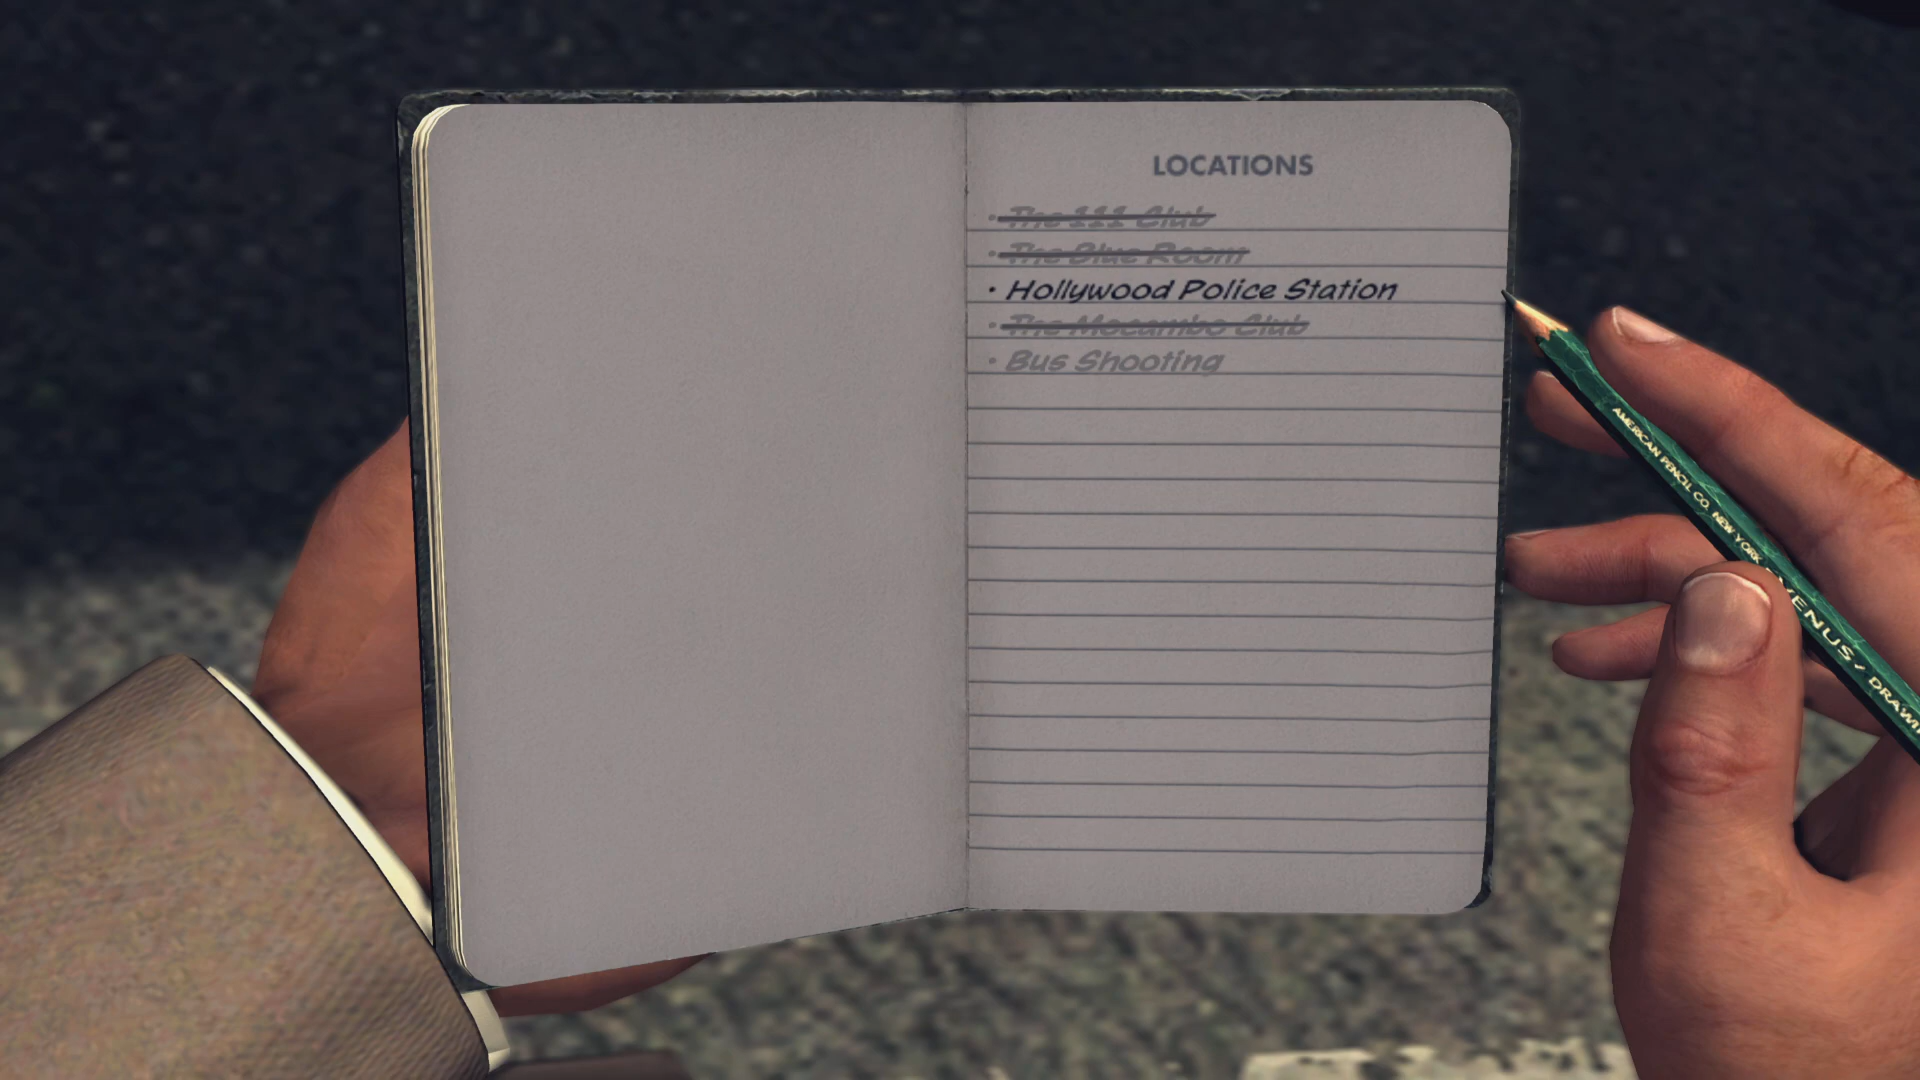 LOCATIONS
• The 111 Club
• The Blue Room
• Hollywood Police Station
• The Mocambo Club
• Bus Shooting
AMERICAN PENCIL CO. NEW YORK VENUS